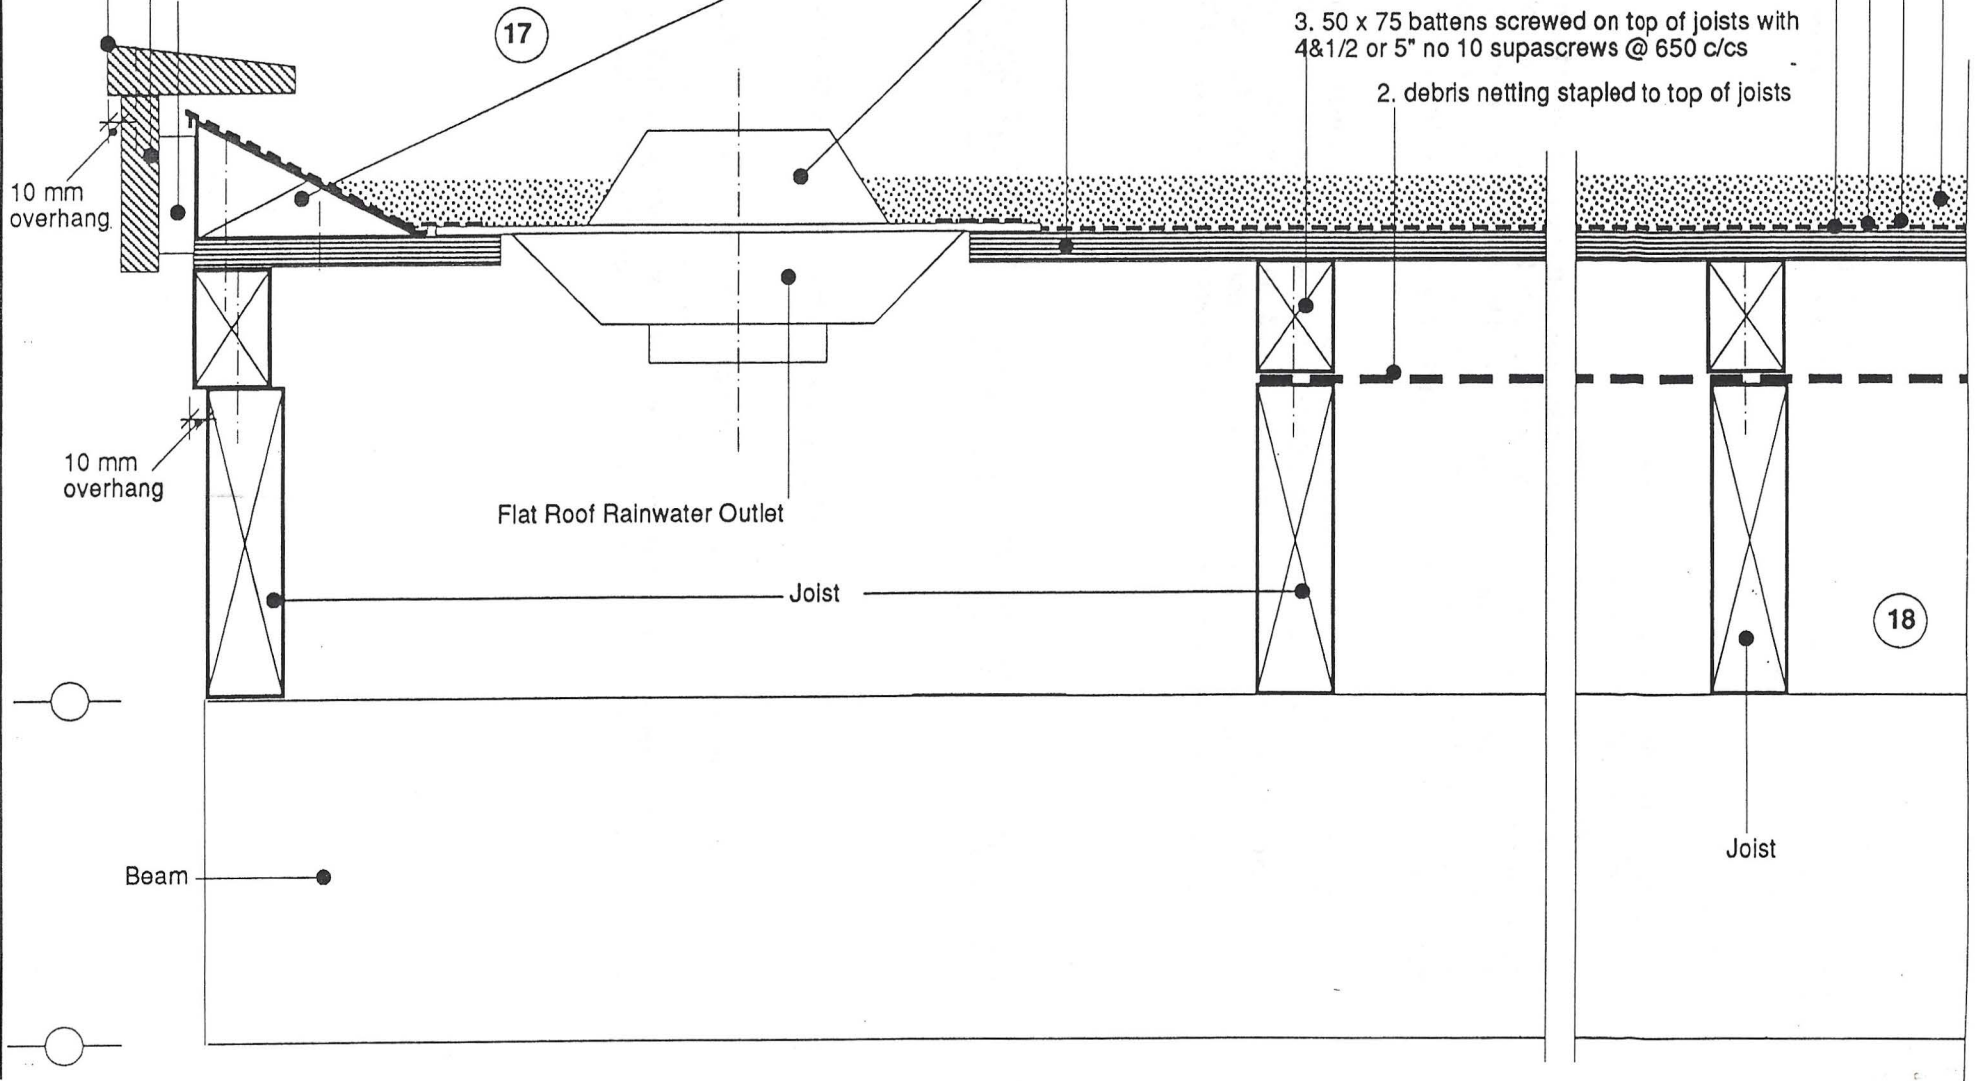 17
3. 50 x 75 battens screwed on top of joists with
4&1/2 or 5" no 10 supascrews @ 650 c/cs
2. debris netting stapled to top of joists
10 mm
overhang
10 mm
overhang
Flat Roof Rainwater Outlet
Joist
18
Joist
Beam